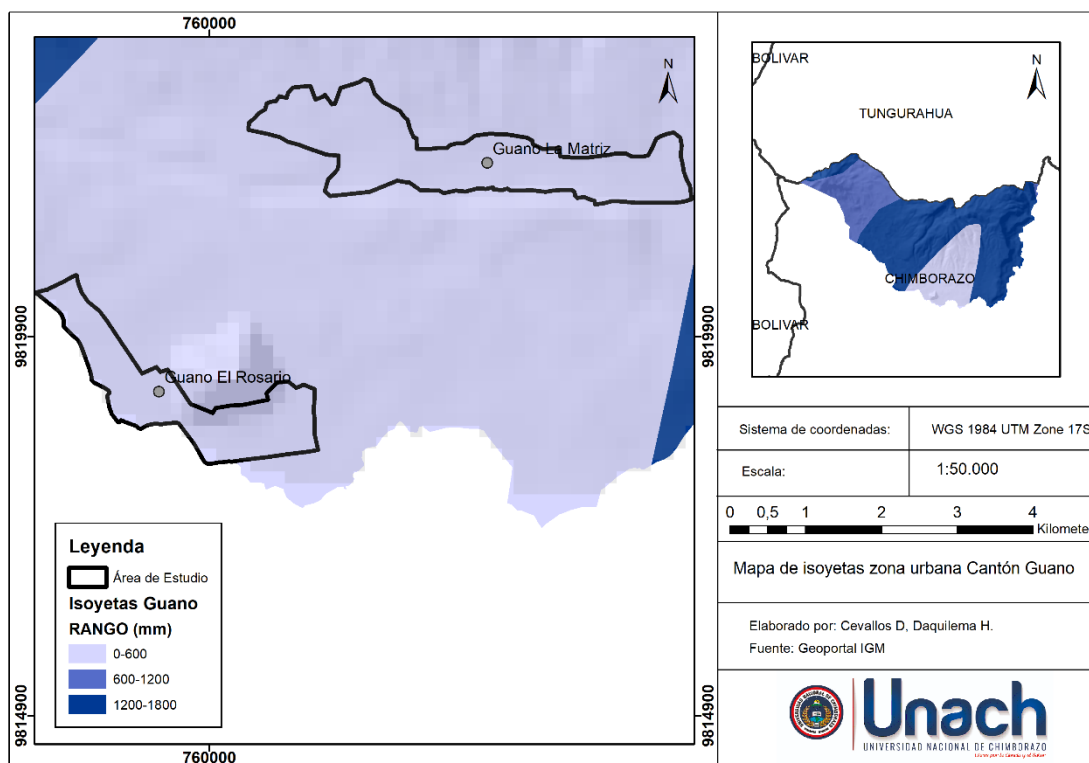 760000
N
Guano La Matriz
9819900
9819900
Guano El Rosario
Leyenda
Área de Estudio
Isoyetas Guano
RANGO (mm)
0-600
600-1200
1200-1800
9814900
9814900
760000
BOLIVAR
N
TUNGURAHUA
CHIMBORAZO
BOLIVAR
Sistema de coordenadas: WGS 1984 UTM Zone 17S
Escala: 1:50.000
0 0,5 1 2 3 4
Kilomete
Mapa de isoyetas zona urbana Cantón Guano
Elaborado por: Cevallos D, Daquilema H.
Fuente: Geoportal IGM
Unach
UNIVERSIDAD NACIONAL DE CHIMBORAZO